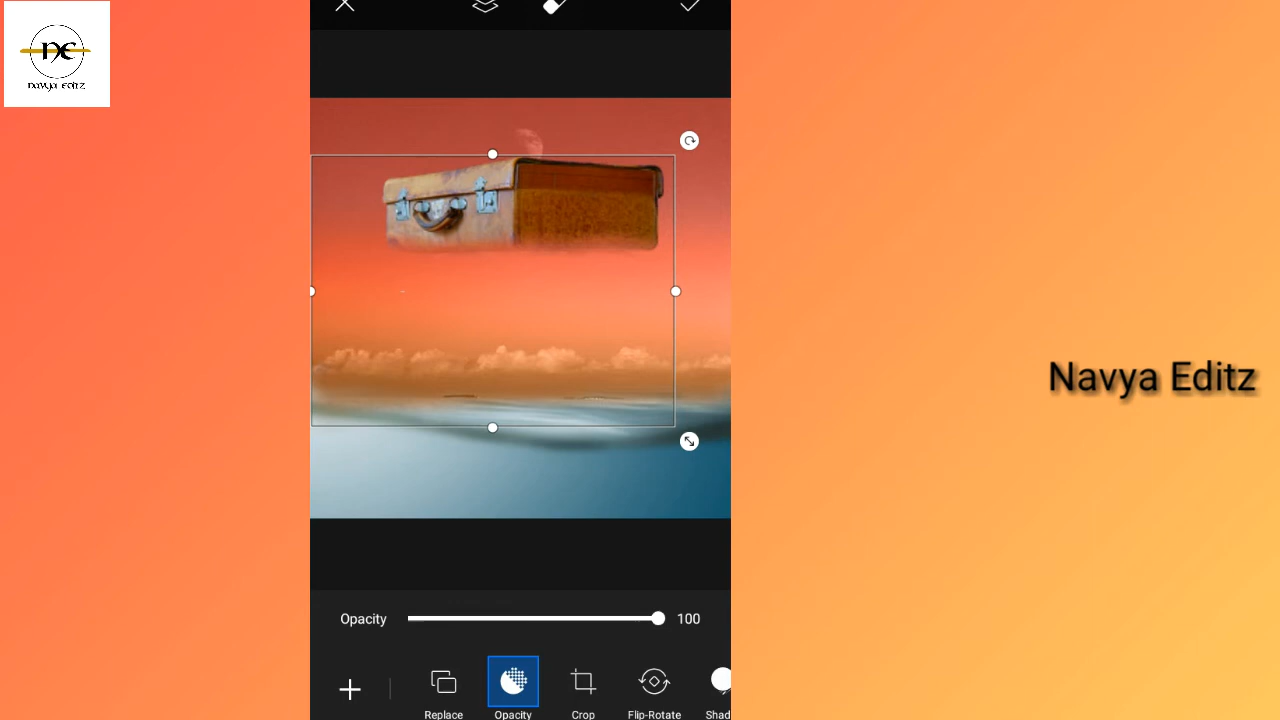 NE
Navya Editz
Navya Editz
Opacity
100
Replace
Opacity
Crop
Flip-Rotate
Shad